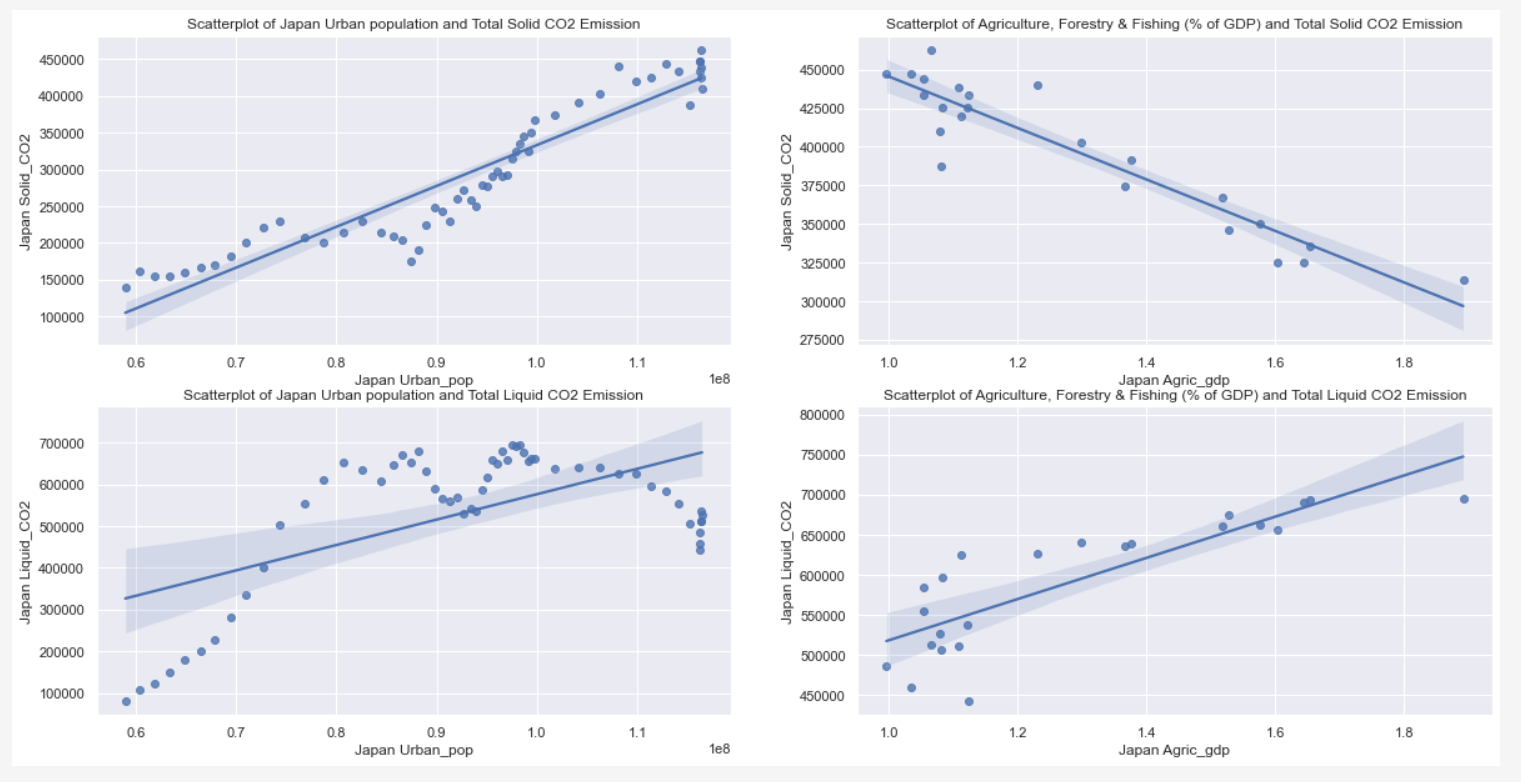 Scatterplot of Japan Urban population and Total Solid CO2 Emission
450000
400000
350000
300000
250000
200000
150000
100000
Japan Solid_CO2
0.6 0.7 0.8 0.9 1.0 1.1
1e8
Japan Urban_pop
Scatterplot of Agriculture, Forestry & Fishing (% of GDP) and Total Solid CO2 Emission
450000
425000
400000
375000
350000
325000
300000
275000
Japan Solid_CO2
1.0 1.2 1.4 1.6 1.8
Japan Agric_gdp
Scatterplot of Japan Urban population and Total Liquid CO2 Emission
700000
600000
500000
400000
300000
200000
100000
Japan Liquid_CO2
0.6 0.7 0.8 0.9 1.0 1.1
1e8
Japan Urban_pop
Scatterplot of Agriculture, Forestry & Fishing (% of GDP) and Total Liquid CO2 Emission
800000
750000
700000
650000
600000
550000
500000
450000
Japan Liquid_CO2
1.0 1.2 1.4 1.6 1.8
Japan Agric_gdp